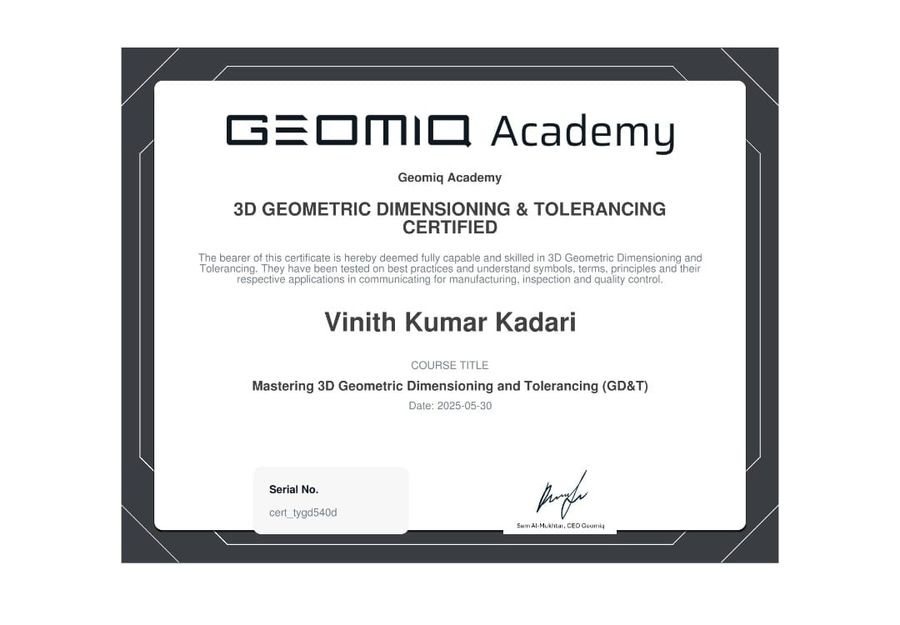 GEOMIQ Academy
Geomiq Academy
3D GEOMETRIC DIMENSIONING & TOLERANCING
CERTIFIED
The bearer of this certificate is hereby deemed fully capable and skilled in 3D Geometric Dimensioning and
Tolerancing. They have been tested on best practices and understand symbols, terms, principles and their
respective applications in communicating for manufacturing, inspection and quality control.
Vinith Kumar Kadari
COURSE TITLE
Mastering 3D Geometric Dimensioning and Tolerancing (GD&T)
Date: 2025-05-30
Serial No.
cert_tygd540d
Sam Al-Mukhtar, CEO Geomiq